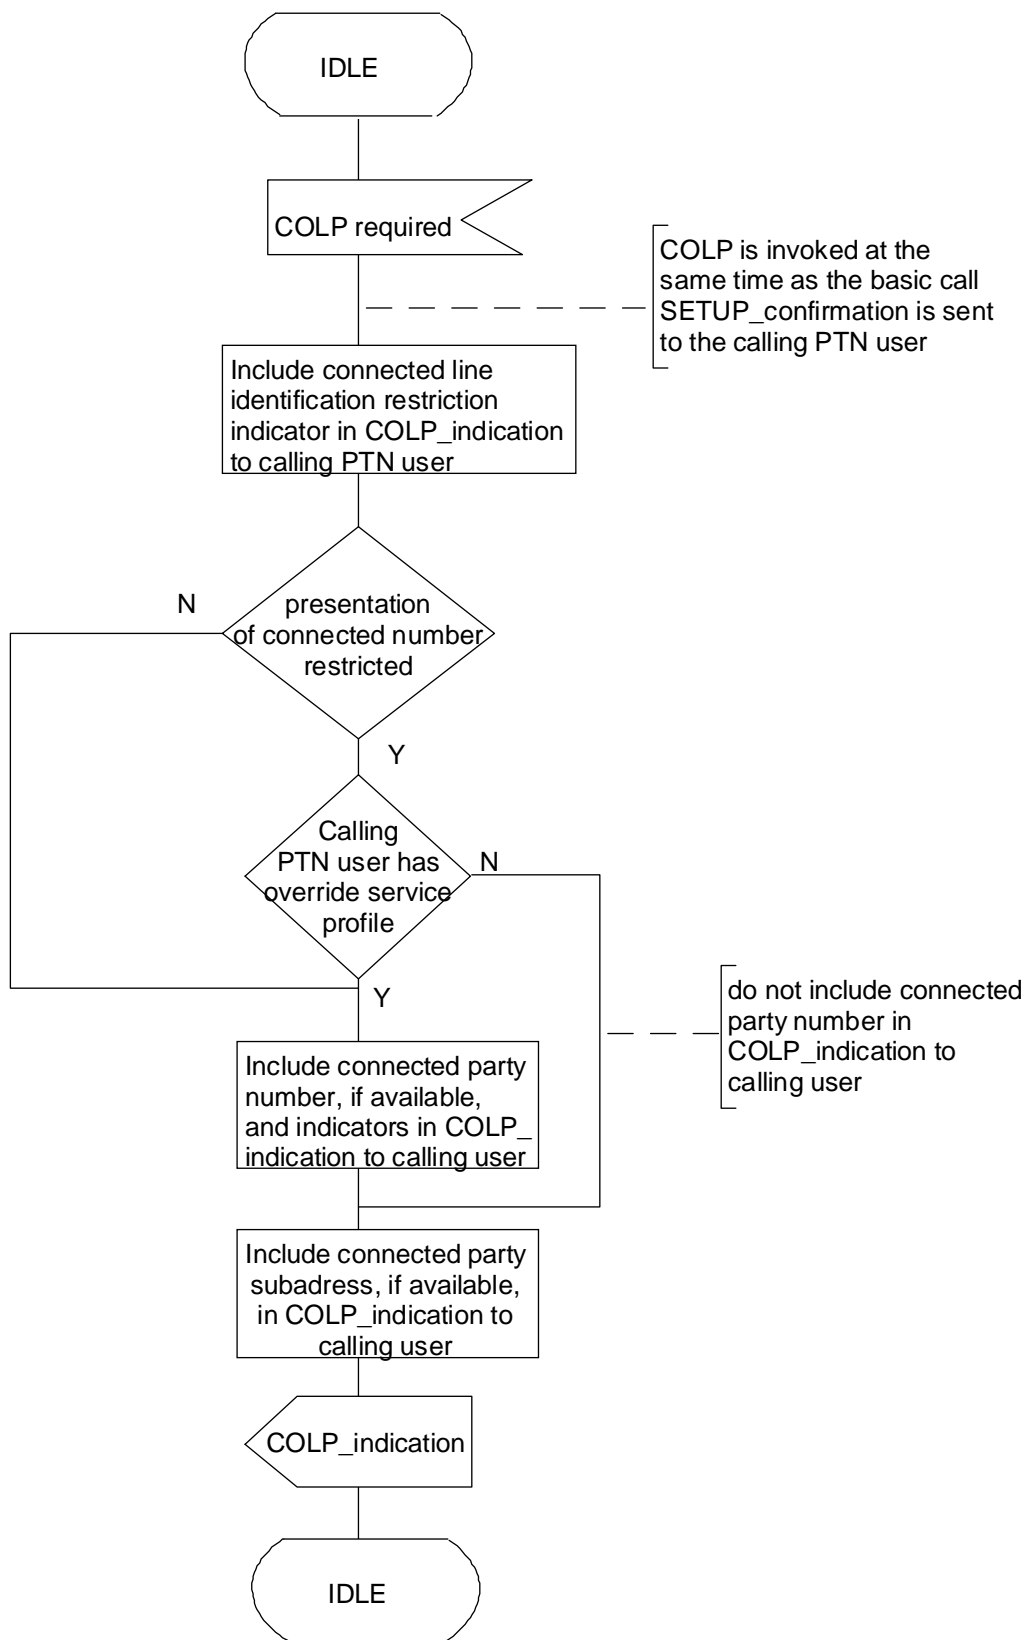 IDLE
COLP required
COLP is invoked at the
same time as the basic call
SETUP_confirmation is sent
to the calling PTN user
Include connected line
identification restriction
indicator in COLP_indication
to calling PTN user
N
presentation
of connected number
restricted
Y
Calling
PTN user has
override service
profile
N
Y
do not include connected
party number in
COLP_indication to
calling user
Include connected party
number, if available,
and indicators in COLP_
indication to calling user
Include connected party
subadress, if available,
in COLP_indication to
calling user
COLP_indication
IDLE